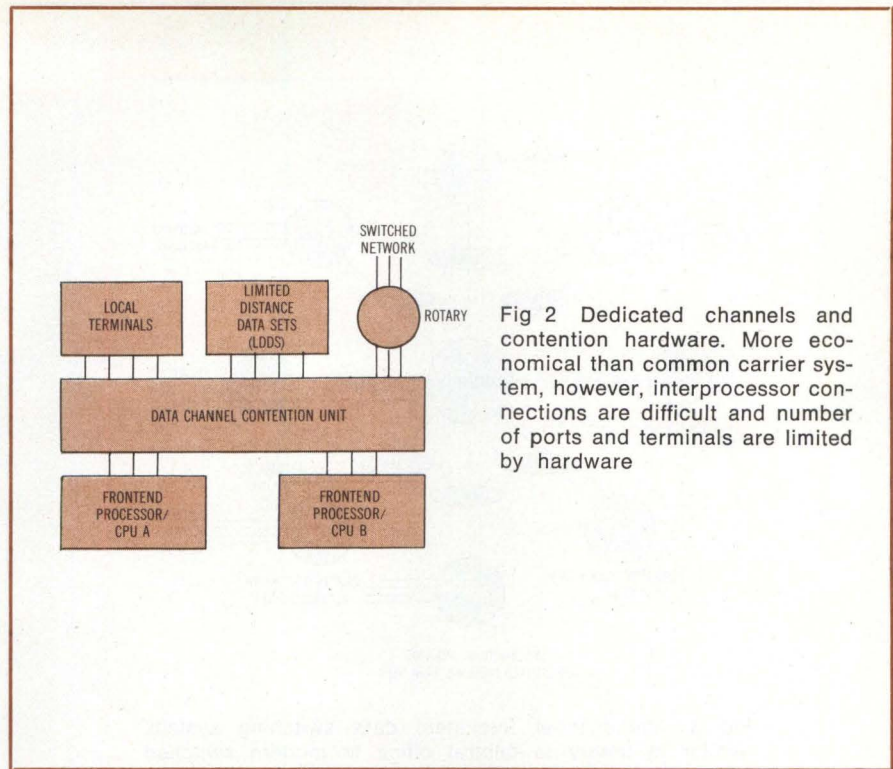 SWITCHED
NETWORK
LOCAL
TERMINALS
LIMITED
DISTANCE
DATA SETS
(LDDS)
ROTARY
DATA CHANNEL CONTENTION UNIT
FRONTEND
PROCESSOR/
CPU A
FRONTEND
PROCESSOR/
CPU B
Fig 2 Dedicated channels and
contention hardware. More eco-
nomical than common carrier sys-
tem, however, interprocessor con-
nections are difficult and number
of ports and terminals are limited
by hardware